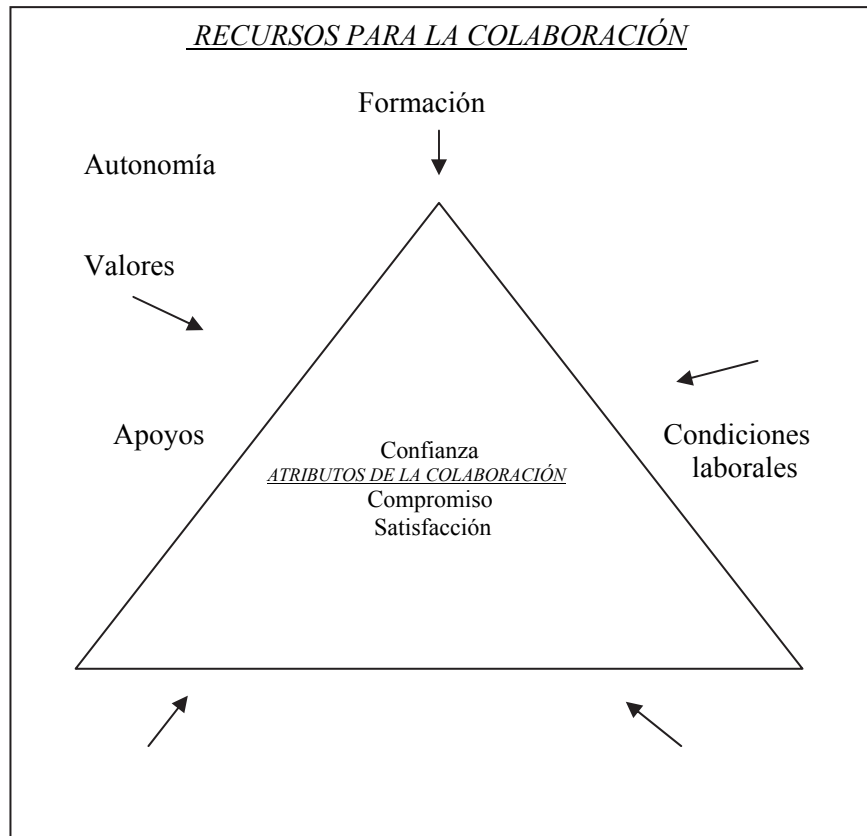 RECURSOS PARA LA COLABORACIÓN
Formación
Autonomía
Valores
Apoyos
Condiciones
laborales
Confianza
ATRIBUTOS DE LA COLABORACIÓN
Compromiso
Satisfacción